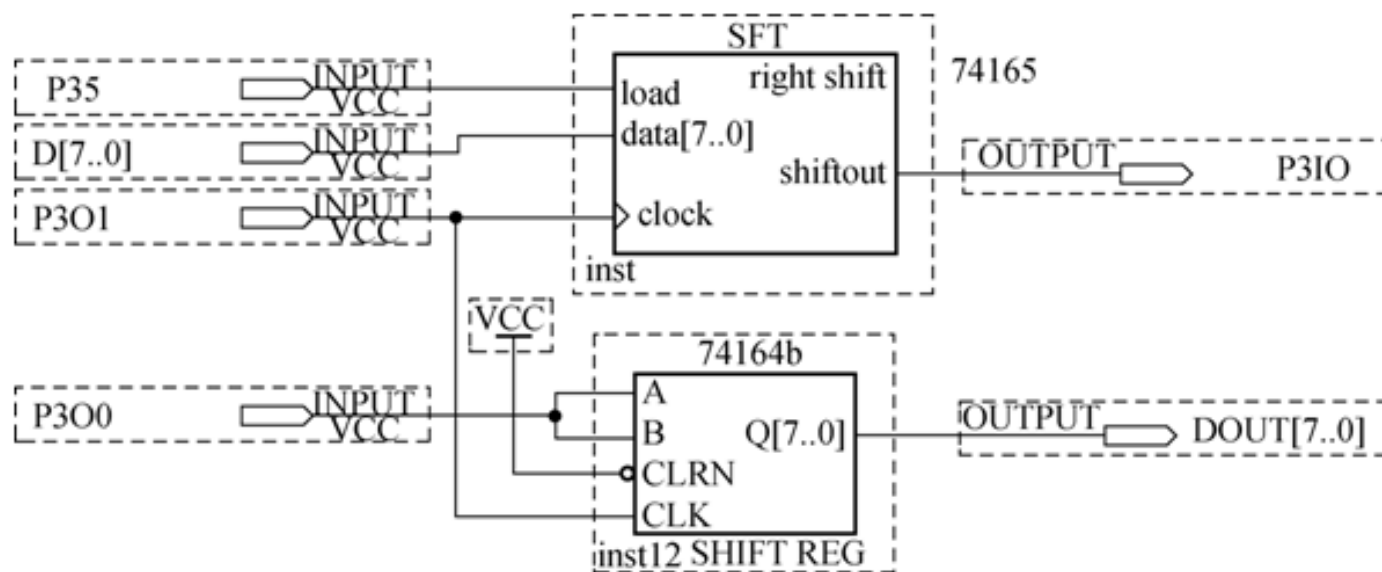 P35
INPUT
VCC
D[7..0]
INPUT
VCC
P3O1
INPUT
VCC
SFT
load
right shift
data[7..0]
shiftout
clock
inst
74165
OUTPUT
P3IO
VCC
P3O0
INPUT
VCC
74164b
A
B
Q[7..0]
CLRN
CLK
inst12 SHIFT REG
OUTPUT
DOUT[7..0]